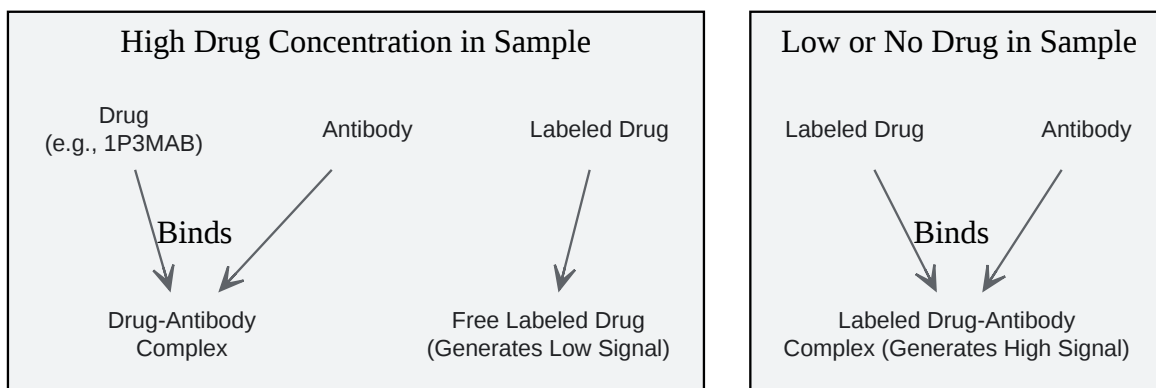 High Drug Concentration in Sample
Drug
(e.g., 1P3MAB)
Antibody
Labeled Drug
Binds
Drug-Antibody
Complex
Free Labeled Drug
(Generates Low Signal)
Low or No Drug in Sample
Labeled Drug
Antibody
Binds
Labeled Drug-Antibody
Complex (Generates High Signal)